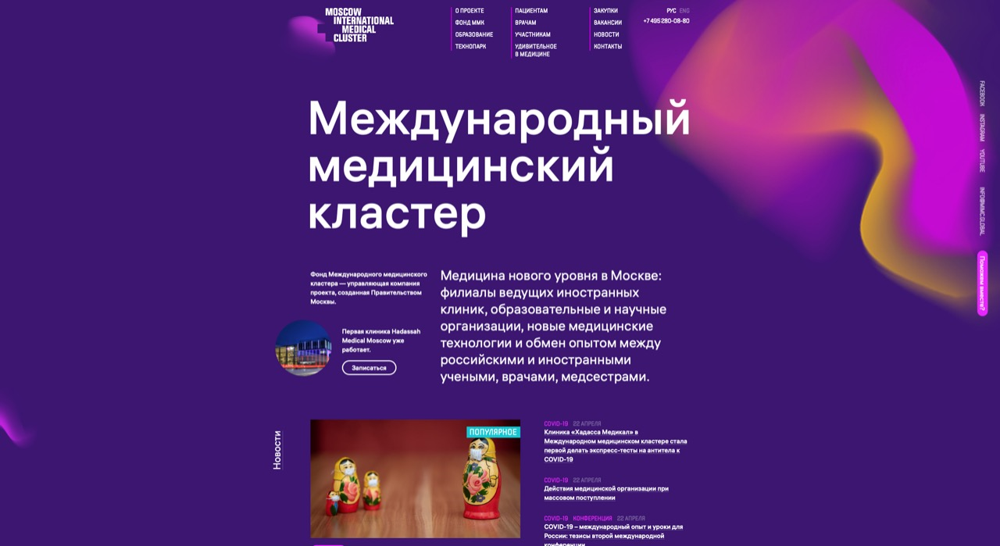 MOSCOW
INTERNATIONAL
MEDICAL
CLUSTER
О ПРОЕКТЕ
ФОНД ММК
ОБРАЗОВАНИЕ
ТЕХНОПАРК
ПАЦИЕНТАМ
ВРАЧАМ
УЧАСТНИКАМ
УДИВИТЕЛЬНОЕ
В МЕДИЦИНЕ
ЗАКУПКИ
ВАКАНСИИ
НОВОСТИ
КОНТАКТЫ
РУС ENG
+7 495 280-08-80
FACEBOOK
INSTAGRAM
YOUTUBE
INFO@MIMC.GLOBAL
Поможем вместе?
Международный
медицинский
кластер
Фонд Международного медицинского
кластера — управляющая компания
проекта, созданная Правительством
Москвы.
Первая клиника Hadassah
Medical Moscow уже
работает.
Записаться
Медицина нового уровня в Москве:
филиалы ведущих иностранных
клиник, образовательные и научные
организации, новые медицинские
технологии и обмен опытом между
российскими и иностранными
учеными, врачами, медсестрами.
Новости
ПОПУЛЯРНОЕ
COVID-19 22 АПРЕЛЯ
Клиника «Хадасса Медикал» в
Международном медицинском кластере стала
первой делать экспресс-тесты на антитела к
COVID-19
COVID-19 22 АПРЕЛЯ
Действия медицинской организации при
массовом поступлении
COVID-19 КОНФЕРЕНЦИЯ 22 АПРЕЛЯ
COVID-19 – международный опыт и уроки для
России: тезисы второй международной
конференции